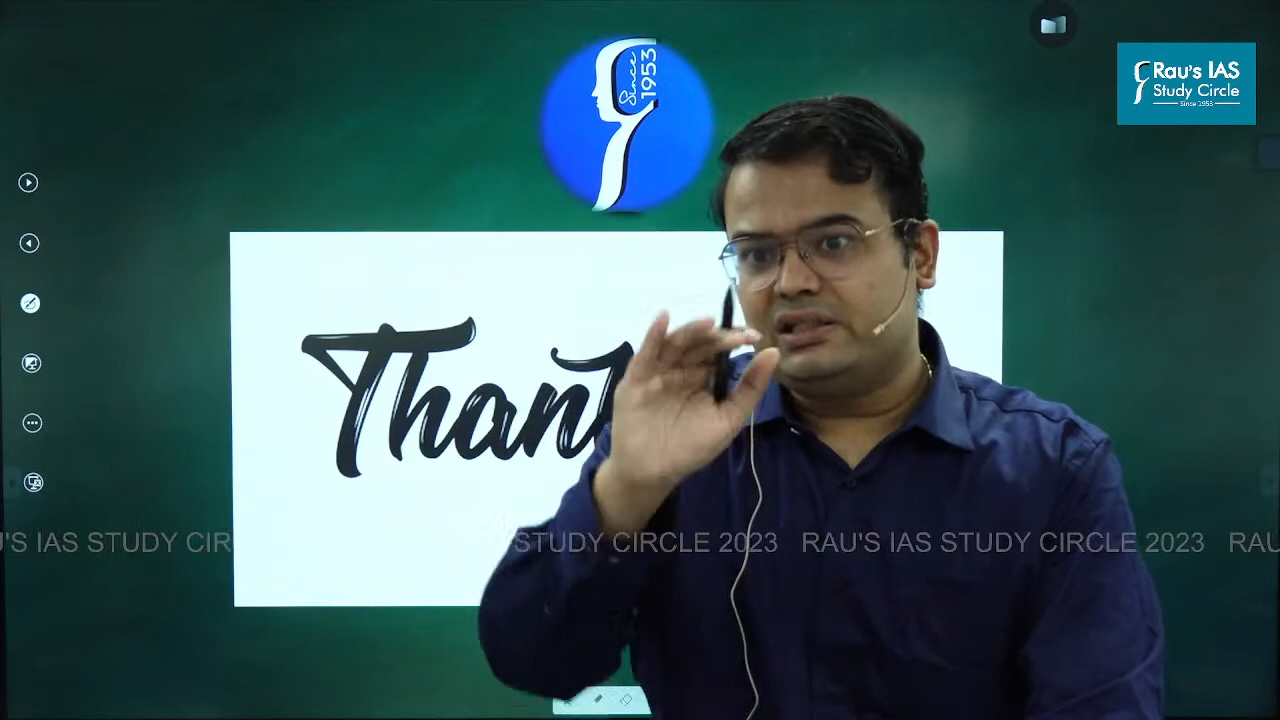 Since
1953
Rau's IAS
Study Circle
Since 1953
Than
U'S IAS STUDY CIR STUDY CIRCLE 2023 RAU'S IAS STUDY CIRCLE 2023 RAU